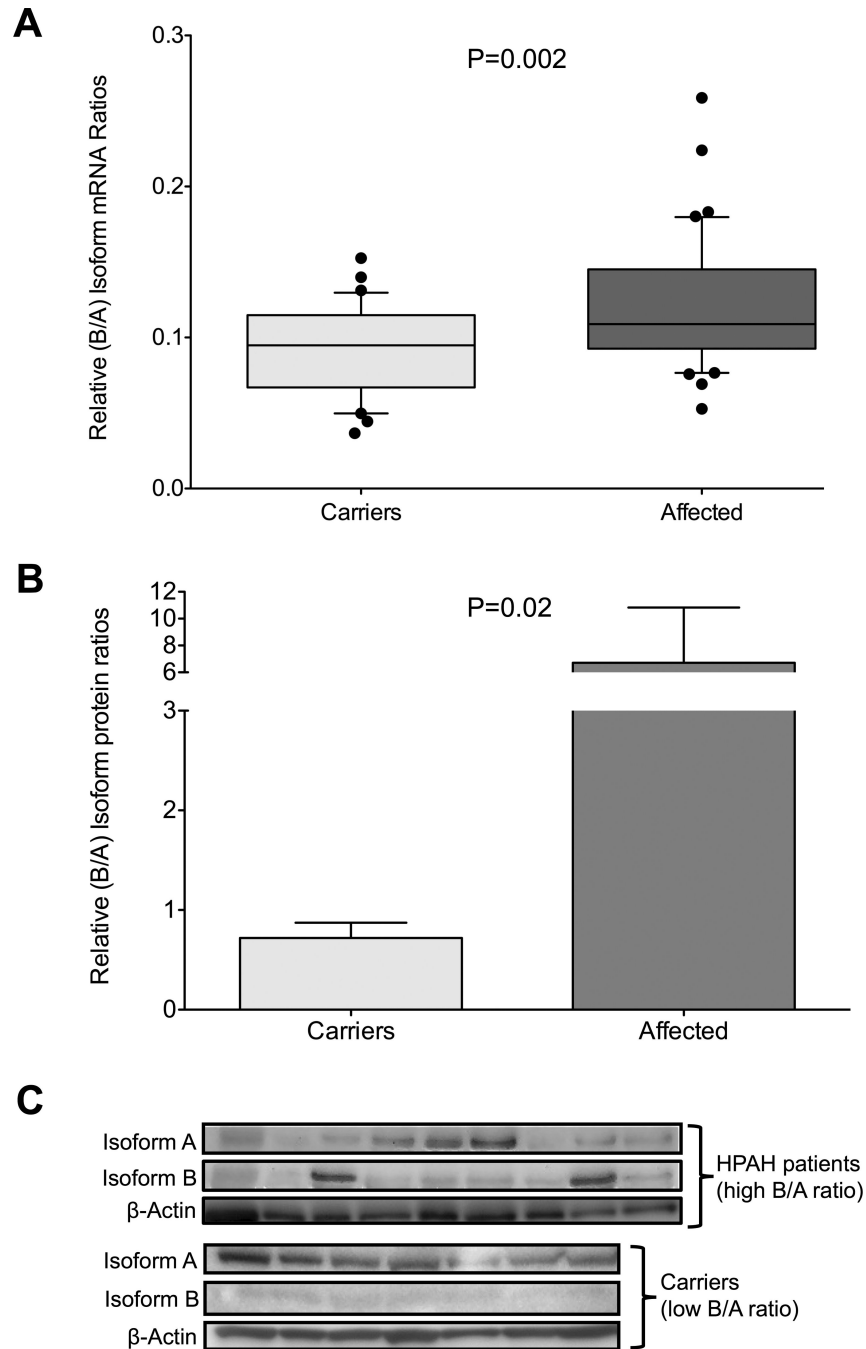 A
Relative (B/A) Isoform mRNA Ratios
0.3
0.2
0.1
0.0
P=0.002
Carriers
Affected
B
Relative (B/A) Isoform protein ratios
12
10
8
6
3
2
1
0
P=0.02
Carriers
Affected
C
Isoform A
Isoform B
β-Actin
HPAH patients
(high B/A ratio)
Isoform A
Isoform B
β-Actin
Carriers
(low B/A ratio)